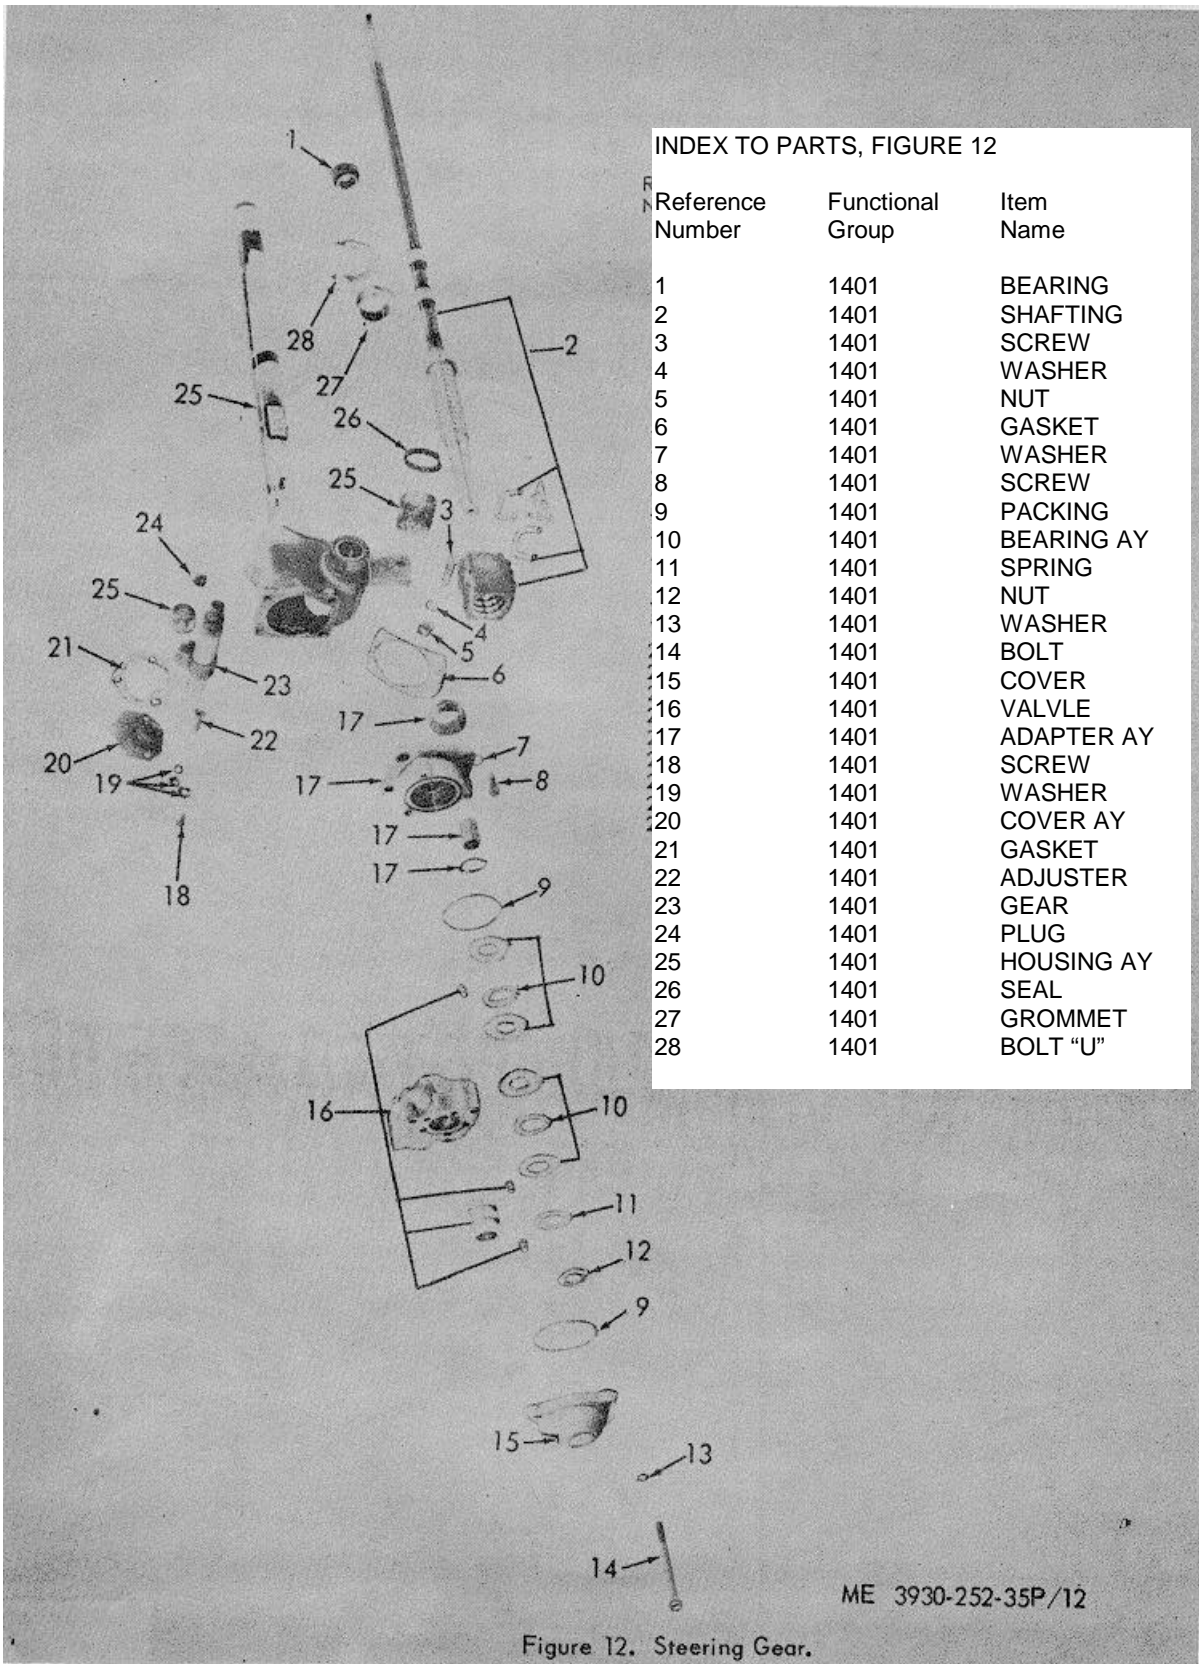 1
INDEX TO PARTS, FIGURE 12
Reference Functional Item
Number Group Name
1 1401 BEARING
2 1401 SHAFTING
3 1401 SCREW
4 1401 WASHER
5 1401 NUT
6 1401 GASKET
7 1401 WASHER
8 1401 SCREW
9 1401 PACKING
10 1401 BEARING AY
11 1401 SPRING
12 1401 NUT
13 1401 WASHER
14 1401 BOLT
15 1401 COVER
16 1401 VALVLE
17 1401 ADAPTER AY
18 1401 SCREW
19 1401 WASHER
20 1401 COVER AY
21 1401 GASKET
22 1401 ADJUSTER
23 1401 GEAR
24 1401 PLUG
25 1401 HOUSING AY
26 1401 SEAL
27 1401 GROMMET
28 1401 BOLT “U”
28
2
27
25
26
25
3
24
25
4
5
21
23
6
17
22
7
20
19
17
8
17
18
17
9
10
16
10
11
12
9
15
13
14
ME 3930-252-35P/12
Figure 12. Steering Gear.